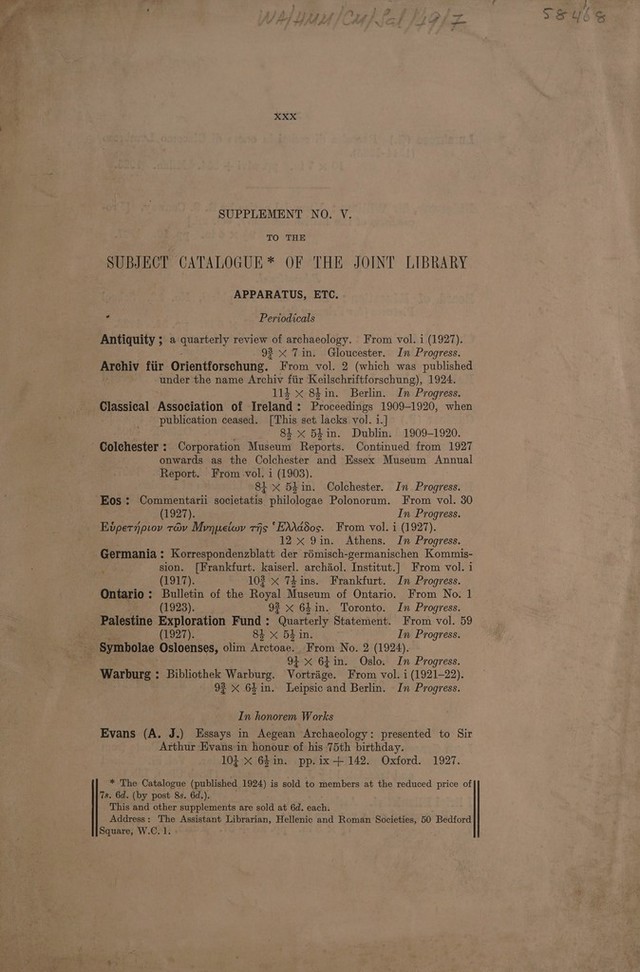 WA/HMM/CM/Sal/49/7
58468
xxx
SUPPLEMENT NO. V.
TO THE
SUBJECT CATALOGUE* OF THE JOINT LIBRARY
APPARATUS, ETC.
Periodicals
Antiquity; a quarterly review of archaeology. From vol. i (1927).
9¾ × 7 in. Gloucester. In Progress.
Archiv für Orientforschung. From vol. 2 (which was published
under the name Archiv für Keilschriftforschung), 1924.
11½ × 8½ in. Berlin. In Progress.
Classical Association of Ireland: Proceedings 1909–1920, when
publication ceased. [This set lacks vol. i.]
8½ × 5½ in. Dublin. 1909–1920.
Colchester: Corporation Museum Reports. Continued from 1927
onwards as the Colchester and Essex Museum Annual
Report. From vol. i (1903).
8½ × 5½ in. Colchester. In Progress.
Eos: Commentarii societatis philologae Polonorum. From vol. 30
(1927). In Progress.
Εὑρετήριον τῶν Μνημείων τῆς Ἑλλάδος. From vol. i (1927).
12 × 9 in. Athens. In Progress.
Germania: Korrespondenzblatt der römisch-germanischen Kommis-
sion. [Frankfurt. kaiserl. archäol. Institut.] From vol. i
(1917). 10¾ × 7½ ins. Frankfurt. In Progress.
Ontario: Bulletin of the Royal Museum of Ontario. From No. 1
(1923). 9¾ × 6½ in. Toronto. In Progress.
Palestine Exploration Fund: Quarterly Statement. From vol. 59
(1927). 8½ × 5½ in. In Progress.
Symbolae Osloenses, olim Arctoae. From No. 2 (1924).
9½ × 6½ in. Oslo. In Progress.
Warburg: Bibliothek Warburg. Vorträge. From vol. i (1921–22).
9¾ × 6½ in. Leipsic and Berlin. In Progress.
In honorem Works
Evans (A. J.) Essays in Aegean Archaeology: presented to Sir
Arthur Evans in honour of his 75th birthday.
10½ × 6½ in. pp. ix + 142. Oxford. 1927.
* The Catalogue (published 1924) is sold to members at the reduced price of
7s. 6d. (by post 8s. 6d.).
This and other supplements are sold at 6d. each.
Address: The Assistant Librarian, Hellenic and Roman Societies, 50 Bedford
Square, W.C. 1.